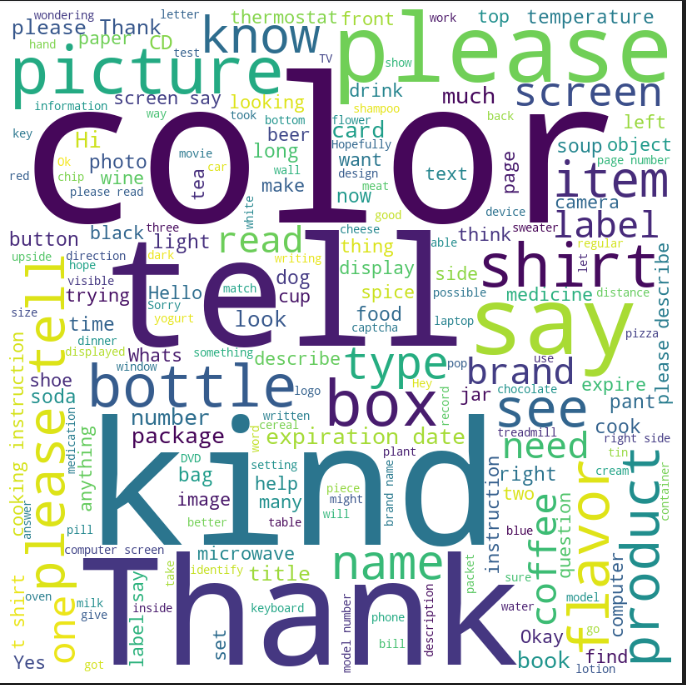 wondering
letter
thermostat
front
work
top
temperature
please Thank
know
please
hand
paper
CD
test
TV
picture
show
information
screen say
looking
drink
much
screen
way
took
bottom
flower
shampoo
back
left
key
Hi
beer
card
Hopefully
soup
object
red
Ok
photo
movie
car
long
wall
want
design
text
page
page number
item
chip
wine
tea
make
meat
now
camera
please read
color
white
good
device
label
button
black
three
light
read
cheese
thing
able
think
sweater
regular
upside
direction
dark
writing
let
shirt
hope
visible
tell
dog
display
side
please describe
trying
Hello
match
cup
spice
possible
medicine
distance
size
time
Sorry
yogurt
look
food
captcha
laptop
say
pizza
dinner
displayed
Whats
something
describe
type
pop
brand
use
window
shoe
soda
bottle
logo
box
Hey
jar
chocolate
expire
pant
please tell
number
written
cereal
record
see
cook
cooking instruction
medication
anything
package
word
expiration date
treadmill
need
right side
tin
DVD
setting
plant
bag
help
brand name
instruction
right
cream
container
image
many
piece
might
two
answer
pill
better
table
will
kind
blue
coffee
question
flavor
product
computer screen
microwave
name
take
identify
title
packet
sure
t shirt
oven
one
milk
give
label say
inside
keyboard
model number
phone
description
water
model
computer
go
Thank
set
bill
Okay
Yes
got
book
find
lotion